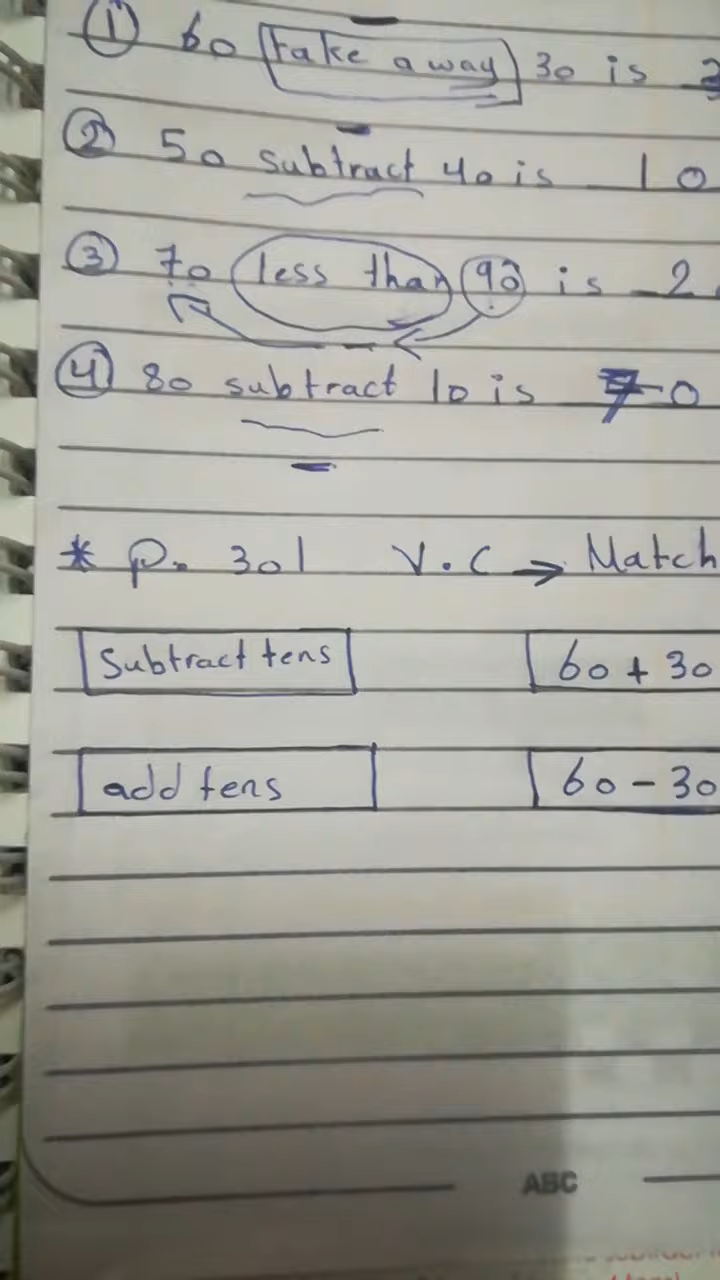 ① 60 take away 30 is 3
② 50 subtract 40 is 10
③ 70 less than 90 is 2
④ 80 subtract 10 is 70
* p. 301 V.C → Match
Subtract tens 60 + 30
add tens 60 - 30
ABC